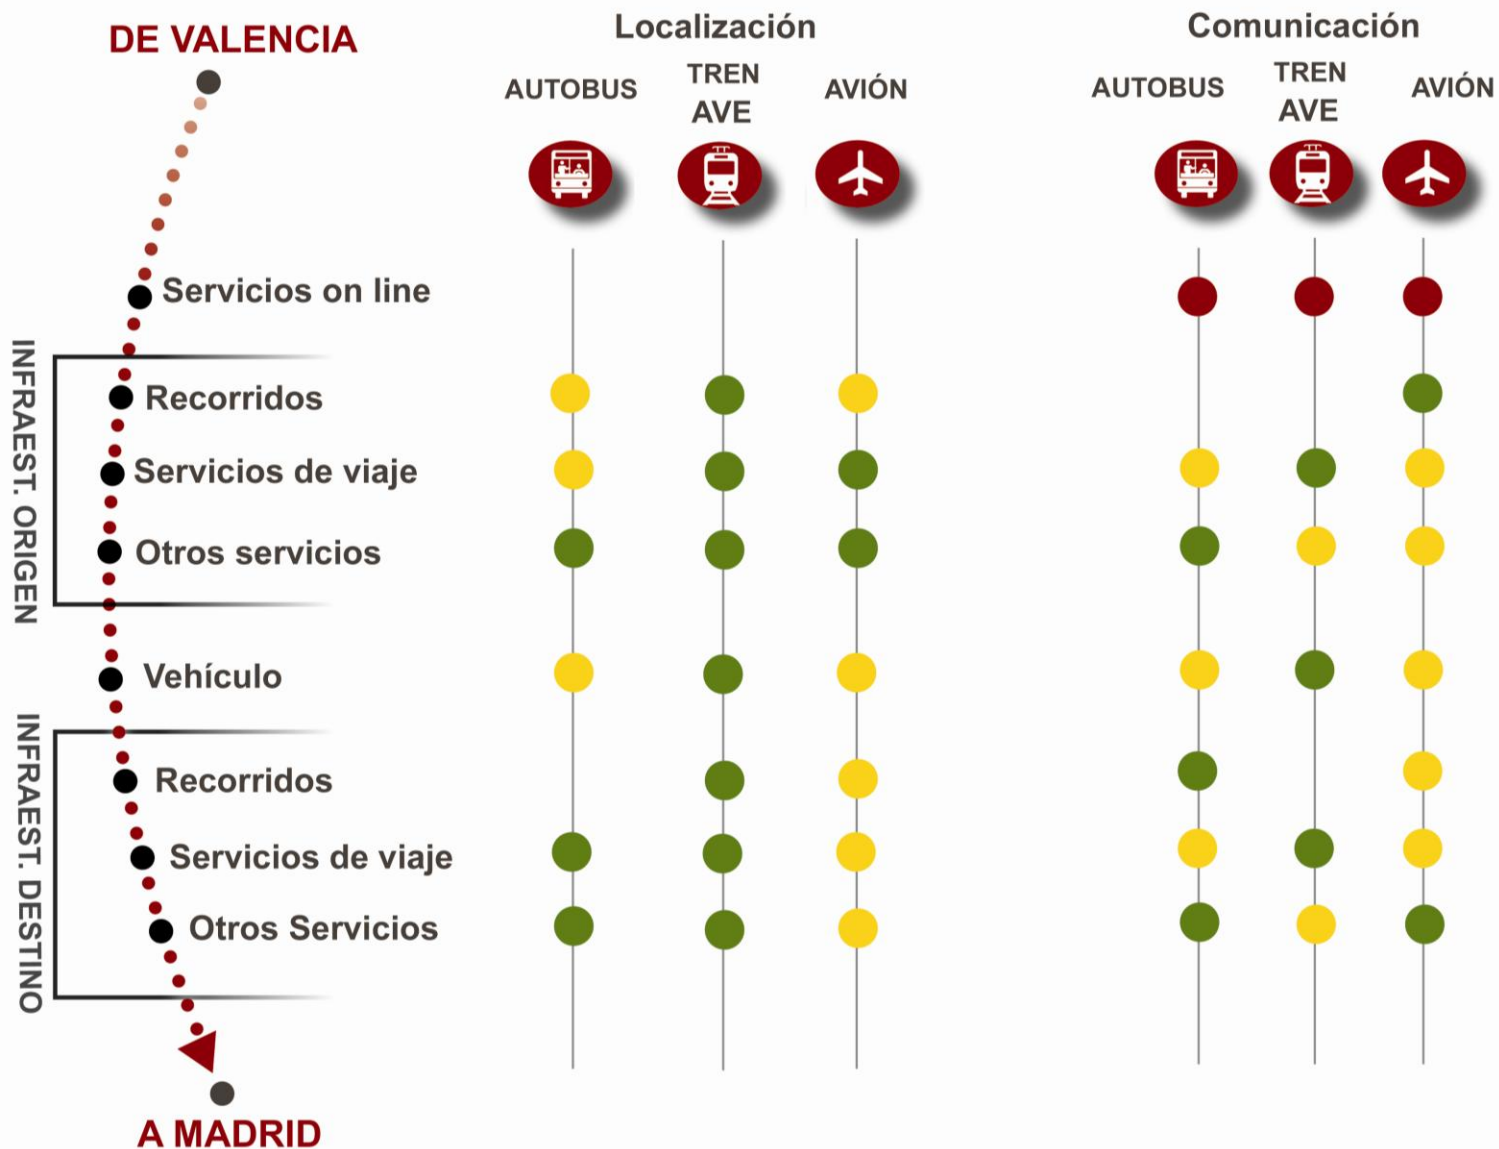 DE VALENCIA
Localización
Comunicación
AUTOBUS
TREN
AVE
AVIÓN
AUTOBUS
TREN
AVE
AVIÓN
Servicios on line
INFRAEST. ORIGEN
Recorridos
Servicios de viaje
Otros servicios
Vehículo
INFRAEST. DESTINO
Recorridos
Servicios de viaje
Otros Servicios
A MADRID